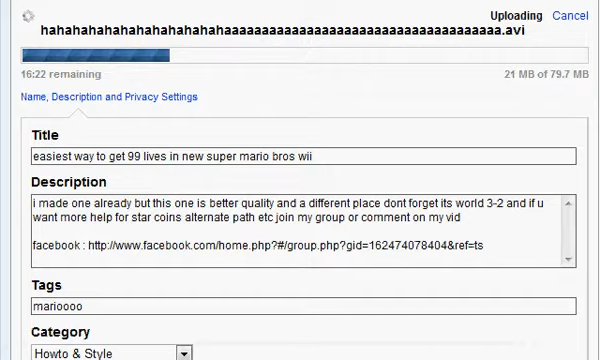 Uploading Cancel
hahahahahahahahahahahahaaaaaaaaaaaaaaaaaaaaaaaaaaaaaaaaaaaa.avi
16:22 remaining 21 MB of 79.7 MB
Name, Description and Privacy Settings
Title
easiest way to get 99 lives in new super mario bros wii
Description
i made one already but this one is better quality and a different place dont forget its world 3-2 and if u
want more help for star coins alternate path etc join my group or comment on my vid
facebook : http://www.facebook.com/home.php?#/group.php?gid=162474078404&ref=ts
Tags
marioooo
Category
Howto & Style